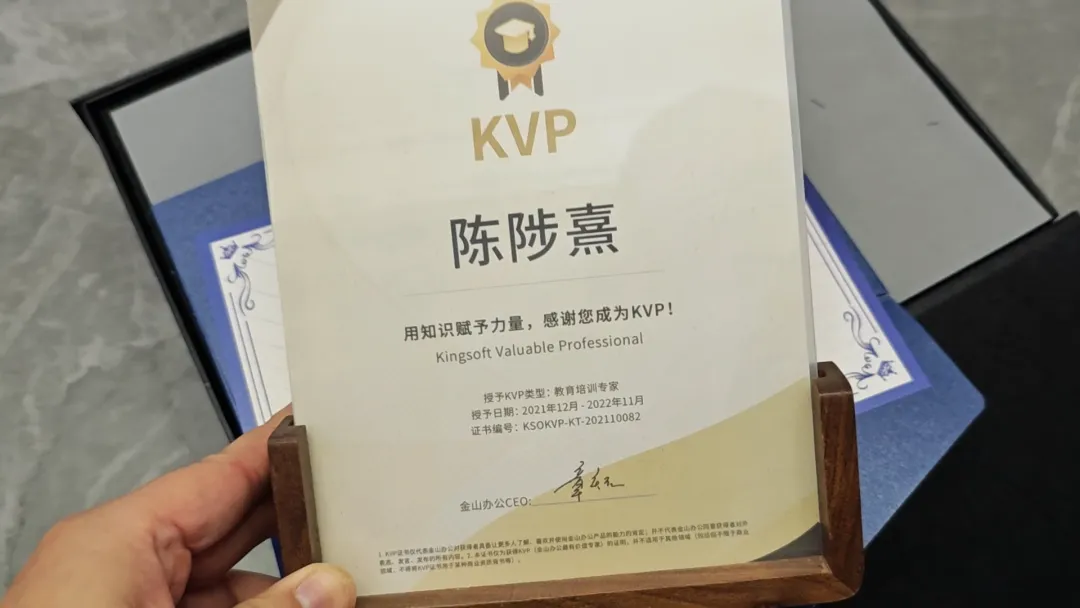 KVP
陈陟熹
用知识赋予力量，感谢您成为KVP！
Kingsoft Valuable Professional
授予KVP类型：教育培训专家
授予日期：2021年12月 - 2022年11月
证书编号：KSOKVP-KT-202110082
金山办公CEO: